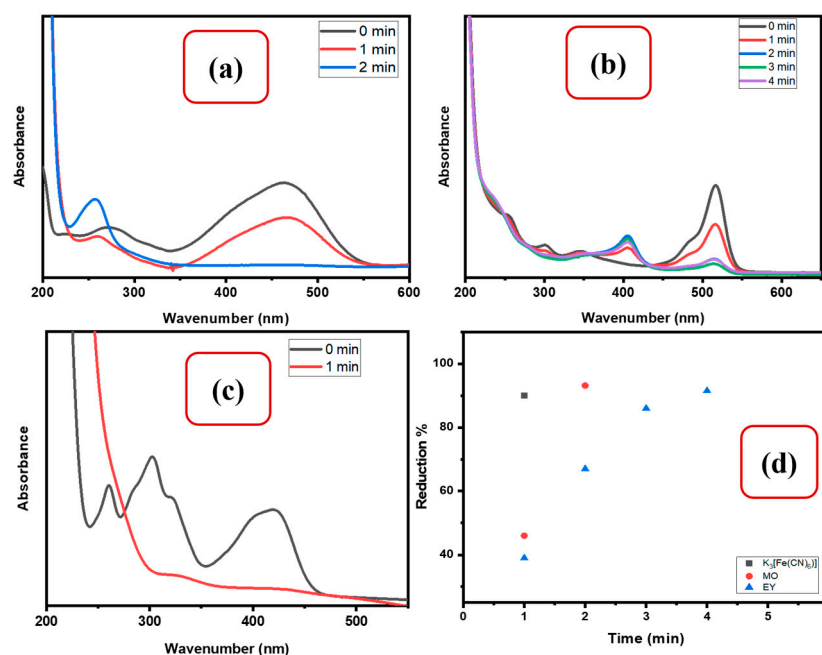 (a)
0 min
1 min
2 min
Absorbance
200 300 400 500 600
Wavenumber (nm)
(b)
0 min
1 min
2 min
3 min
4 min
Absorbance
200 300 400 500 600
Wavenumber (nm)
(c)
0 min
1 min
Absorbance
200 300 400 500
Wavenumber (nm)
(d)
Reduction %
100
80
60
40
K₃[Fe(CN)₆)]
MO
EY
0 1 2 3 4 5
Time (min)